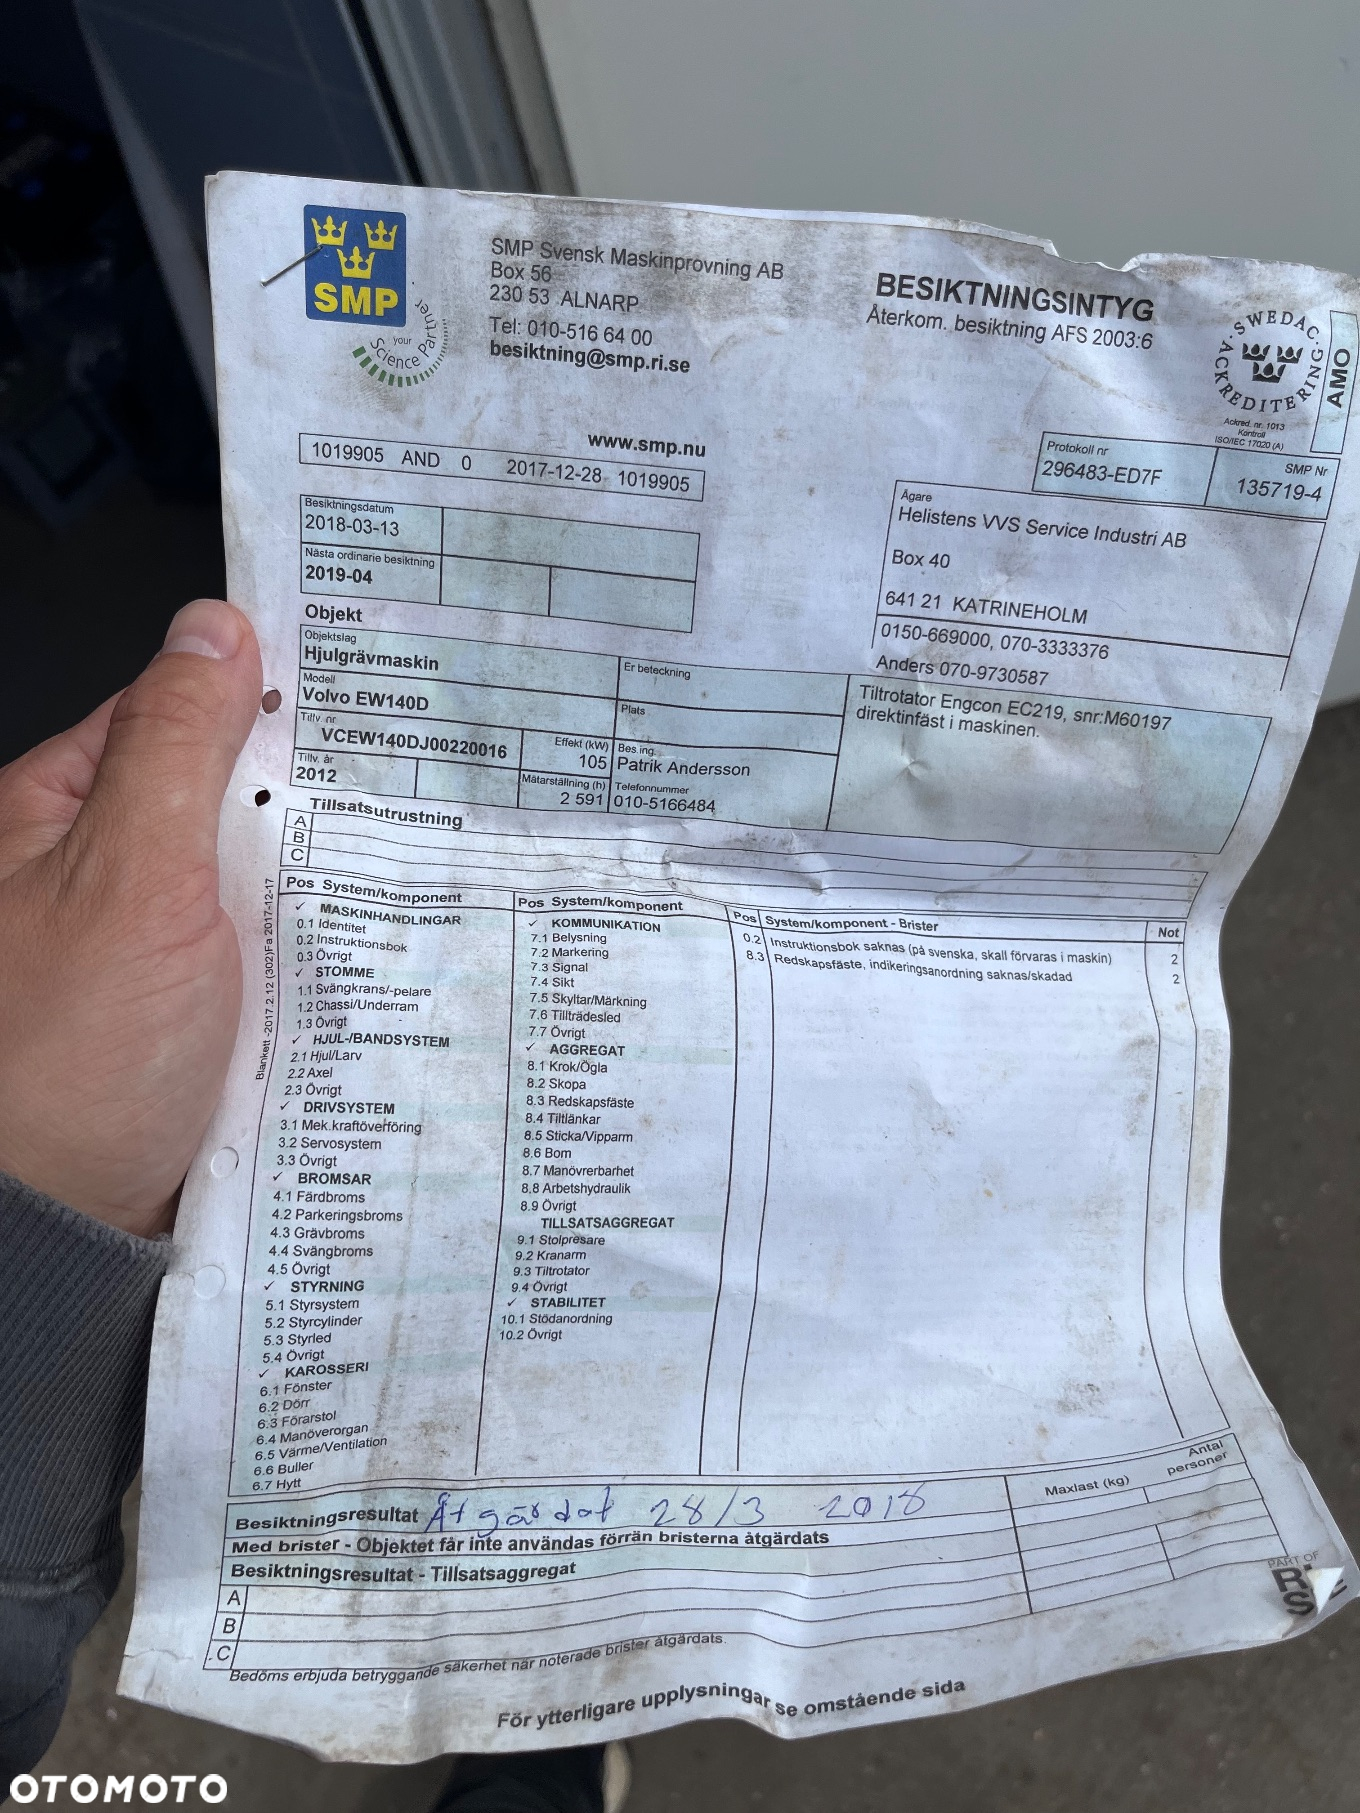 SMP
your
Science Partner
SMP Svensk Maskinprovning AB
Box 56
230 53 ALNARP
Tel: 010-516 64 00
besiktning@smp.ri.se
www.smp.nu
BESIKTNINGSINTYG
Återkom. besiktning AFS 2003:6
SWEDAC
ACKREDITERING
Ackred. nr. 1013
Kontroll
ISO/IEC 17020 (A)
AMO
1019905 AND 0 2017-12-28 1019905
Protokoll nr
296483-ED7F
SMP Nr
135719-4
Besiktningsdatum
2018-03-13
Nästa ordinarie besiktning
2019-04
Ägare
Helistens VVS Service Industri AB
Box 40
641 21 KATRINEHOLM
0150-669000, 070-3333376
Anders 070-9730587
Objekt
Objektslag
Hjulgrävmaskin
Er beteckning
Modell
Volvo EW140D
Plats
Tillv. nr
VCEW140DJ00220016
Effekt (kW)
105
Bes.ing.
Patrik Andersson
Tillv. år
2012
Mätarställning (h)
2 591
Telefonnummer
010-5166484
Tiltrotator Engcon EC219, snr:M60197
direktinfäst i maskinen.
Tillsatsutrustning
A
B
C
Blankett -2017.2.12 (302)Fa 2017-12-17
Pos System/komponent
✓ MASKINHANDLINGAR
0.1 Identitet
0.2 Instruktionsbok
0.3 Övrigt
✓ STOMME
1.1 Svängkrans/-pelare
1.2 Chassi/Underram
1.3 Övrigt
✓ HJUL-/BANDSYSTEM
2.1 Hjul/Larv
2.2 Axel
2.3 Övrigt
✓ DRIVSYSTEM
3.1 Mek.kraftöverföring
3.2 Servosystem
3.3 Övrigt
✓ BROMSAR
4.1 Färdbroms
4.2 Parkeringsbroms
4.3 Grävbroms
4.4 Svängbroms
4.5 Övrigt
✓ STYRNING
5.1 Styrsystem
5.2 Styrcylinder
5.3 Styrled
5.4 Övrigt
✓ KAROSSERI
6.1 Fönster
6.2 Dörr
6.3 Förarstol
6.4 Manöverorgan
6.5 Värme/Ventilation
6.6 Buller
6.7 Hytt
Pos System/komponent
✓ KOMMUNIKATION
7.1 Belysning
7.2 Markering
7.3 Signal
7.4 Sikt
7.5 Skyltar/Märkning
7.6 Tillträdesled
7.7 Övrigt
✓ AGGREGAT
8.1 Krok/Ögla
8.2 Skopa
8.3 Redskapsfäste
8.4 Tiltlänkar
8.5 Sticka/Vipparm
8.6 Bom
8.7 Manövrerbarhet
8.8 Arbetshydraulik
8.9 Övrigt
TILLSATSAGGREGAT
9.1 Stolpresare
9.2 Kranarm
9.3 Tiltrotator
9.4 Övrigt
✓ STABILITET
10.1 Stödanordning
10.2 Övrigt
Pos System/komponent - Brister Not
0.2 Instruktionsbok saknas (på svenska, skall förvaras i maskin) 2
8.3 Redskapsfäste, indikeringsanordning saknas/skadad 2
Besiktningsresultat Åtgärdat 28/3 2018
Med brister - Objektet får inte användas förrän bristerna åtgärdats
Maxlast (kg)
Antal
personer
Besiktningsresultat - Tillsatsaggregat
A
B
C
Bedöms erbjuda betryggande säkerhet när noterade brister åtgärdats.
PART OF
För ytterligare upplysningar se omstående sida
OTOMOTO